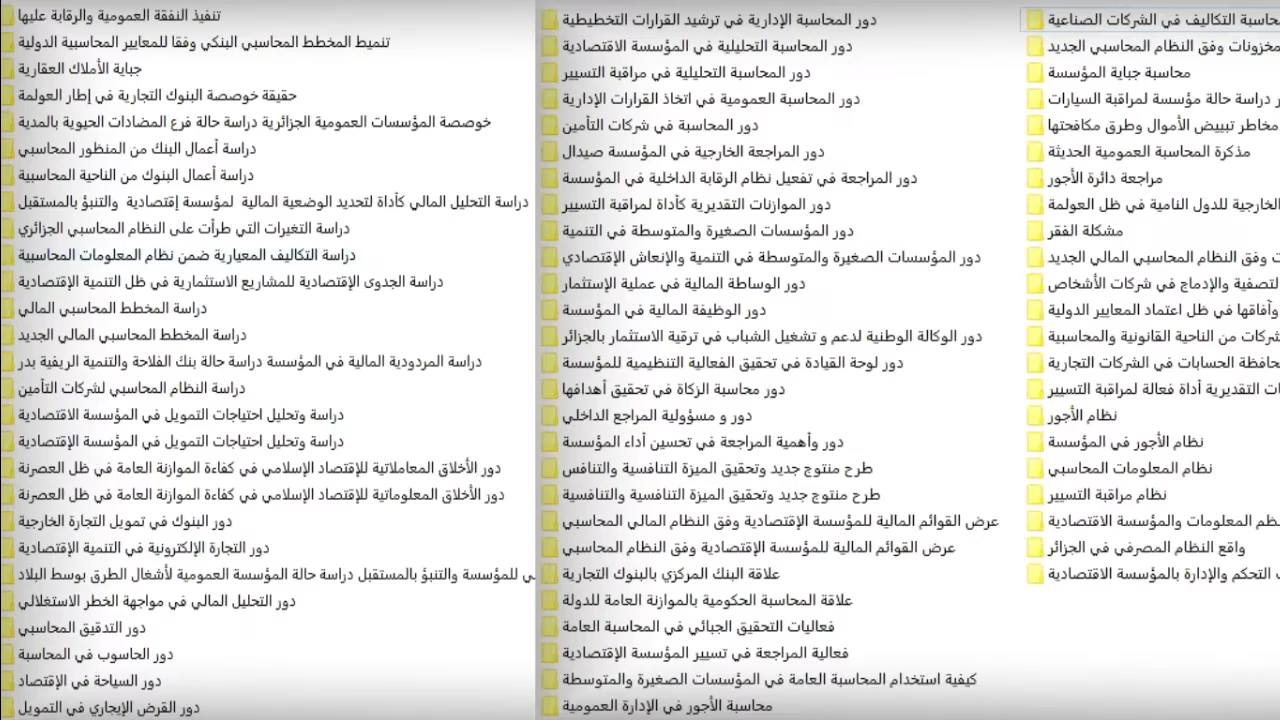 تنفيذ النفقة العمومية والرقابة عليها
تنميط المخطط المحاسبي البنكي وفقا للمعايير المحاسبية الدولية
جباية الأملاك العقارية
حقيقة خوصصة البنوك التجارية في إطار العولمة
خوصصة المؤسسات العمومية الجزائرية دراسة حالة فرع المضادات الحيوية بالمدية
دراسة أعمال البنك من المنظور المحاسبي
دراسة أعمال البنوك من الناحية المحاسبية
دراسة التحليل المالي كأداة لتحديد الوضعية المالية لمؤسسة إقتصادية والتنبؤ بالمستقبل
دراسة التغيرات التي طرأت على النظام المحاسبي الجزائري
دراسة التكاليف المعيارية ضمن نظام المعلومات المحاسبية
دراسة الجدوى الإقتصادية للمشاريع الاستثمارية في ظل التنمية الإقتصادية
دراسة المخطط المحاسبي المالي
دراسة المخطط المحاسبي المالي الجديد
دراسة المردودية المالية في المؤسسة دراسة حالة بنك الفلاحة والتنمية الريفية بدر
دراسة النظام المحاسبي لشركات التأمين
دراسة وتحليل احتياجات التمويل في المؤسسة الاقتصادية
دراسة وتحليل احتياجات التمويل في المؤسسة الإقتصادية
دور الأخلاق المعاملاتية للإقتصاد الإسلامي في كفاءة الموازنة العامة في ظل العصرنة
دور الأخلاق المعلوماتية للإقتصاد الإسلامي في كفاءة الموازنة العامة في ظل العصرنة
دور البنوك في تمويل التجارة الخارجية
دور التجارة الإلكترونية في التنمية الإقتصادية
ي للمؤسسة والتنبؤ بالمستقبل دراسة حالة المؤسسة العمومية لأشغال الطرق بوسط البلاد
دور التحليل المالي في مواجهة الخطر الاستغلالي
دور التدقيق المحاسبي
دور الحاسوب في المحاسبة
دور السياحة في الإقتصاد
دور القرض الإيجاري في التمويل
دور المحاسبة الإدارية في ترشيد القرارات التخطيطية
دور المحاسبة التحليلية في المؤسسة الاقتصادية
دور المحاسبة التحليلية في مراقبة التسيير
دور المحاسبة العمومية في اتخاذ القرارات الإدارية
دور المحاسبة في شركات التأمين
دور المراجعة الخارجية في المؤسسة صيدال
دور المراجعة في تفعيل نظام الرقابة الداخلية في المؤسسة
دور الموازنات التقديرية كأداة لمراقبة التسيير
دور المؤسسات الصغيرة والمتوسطة في التنمية
دور المؤسسات الصغيرة والمتوسطة في التنمية والإنعاش الإقتصادي
دور الوساطة المالية في عملية الإستثمار
دور الوظيفة المالية في المؤسسة
دور الوكالة الوطنية لدعم و تشغيل الشباب في ترقية الاستثمار بالجزائر
دور لوحة القيادة في تحقيق الفعالية التنظيمية للمؤسسة
دور محاسبة الزكاة في تحقيق أهدافها
دور و مسؤولية المراجع الداخلي
دور وأهمية المراجعة في تحسين أداء المؤسسة
طرح منتوج جديد وتحقيق الميزة التنافسية والتنافس
طرح منتوج جديد وتحقيق الميزة التنافسية والتنافسية
عرض القوائم المالية للمؤسسة الإقتصادية وفق النظام المالي المحاسبي
عرض القوائم المالية للمؤسسة الإقتصادية وفق النظام المحاسبي
علاقة البنك المركزي بالبنوك التجارية
علاقة المحاسبة الحكومية بالموازنة العامة للدولة
فعاليات التحقيق الجبائي في المحاسبة العامة
فعالية المراجعة في تسيير المؤسسة الإقتصادية
كيفية استخدام المحاسبة العامة في المؤسسات الصغيرة والمتوسطة
محاسبة الأجور في الإدارة العمومية
حاسبة التكاليف في الشركات الصناعية
مخزونات وفق النظام المحاسبي الجديد
محاسبة جباية المؤسسة
ر دراسة حالة مؤسسة لمراقبة السيارات
مخاطر تبييض الأموال وطرق مكافحتها
مذكرة المحاسبة العمومية الحديثة
مراجعة دائرة الأجور
الخارجية للدول النامية في ظل العولمة
مشكلة الفقر
ت وفق النظام المحاسبي المالي الجديد
لتصفية والإدماج في شركات الأشخاص
وآفاقها في ظل اعتماد المعايير الدولية
شركات من الناحية القانونية والمحاسبية
حافظة الحسابات في الشركات التجارية
ات التقديرية أداة فعالة لمراقبة التسيير
نظام الأجور
نظام الأجور في المؤسسة
نظام المعلومات المحاسبي
نظام مراقبة التسيير
نظم المعلومات والمؤسسة الاقتصادية
واقع النظام المصرفي في الجزائر
التحكم والإدارة بالمؤسسة الاقتصادية